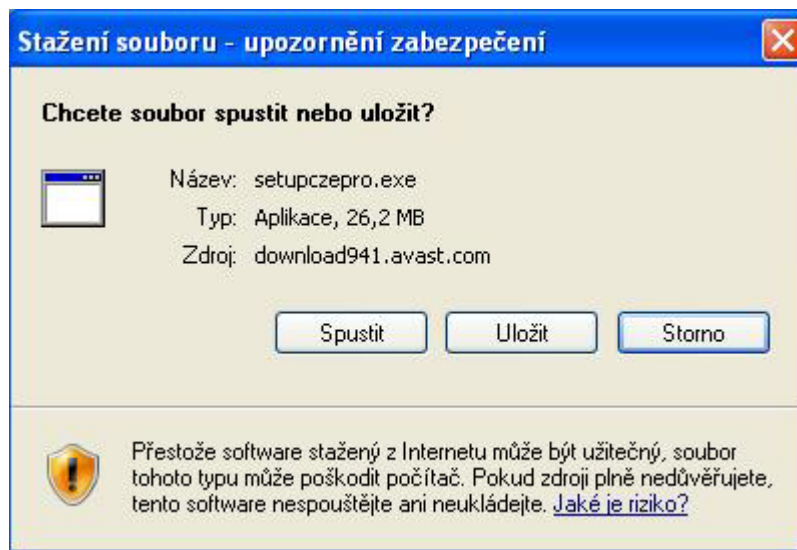 Stažení souboru - upozornění zabezpečení
Chcete soubor spustit nebo uložit?
Název: setupczepro.exe
Typ: Aplikace, 26,2 MB
Zdroj: download941.avast.com
Spustit Uložit Storno
Přestože software stažený z Internetu může být užitečný, soubor
tohoto typu může poškodit počítač. Pokud zdroji plně nedůvěřujete,
tento software nespouštějte ani neukládejte. Jaké je riziko?